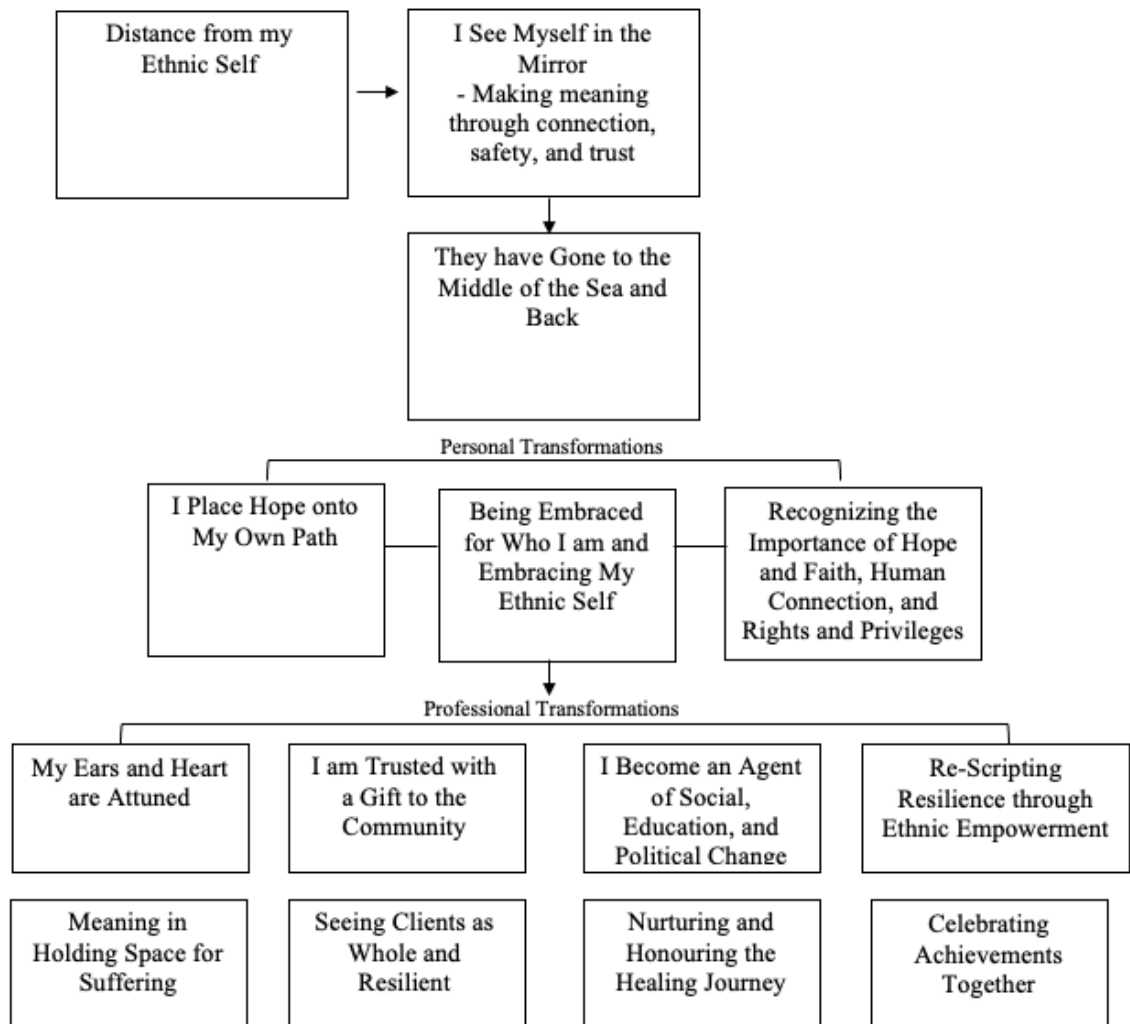 Distance from my
Ethnic Self
I See Myself in the
Mirror
- Making meaning
through connection,
safety, and trust
They have Gone to the
Middle of the Sea and
Back
Personal Transformations
I Place Hope onto
My Own Path
Being Embraced
for Who I am and
Embracing My
Ethnic Self
Recognizing the
Importance of Hope
and Faith, Human
Connection, and
Rights and Privileges
Professional Transformations
My Ears and Heart
are Attuned
I am Trusted with
a Gift to the
Community
I Become an Agent
of Social,
Education, and
Political Change
Re-Scripting
Resilience through
Ethnic Empowerment
Meaning in
Holding Space for
Suffering
Seeing Clients as
Whole and
Resilient
Nurturing and
Honouring the
Healing Journey
Celebrating
Achievements
Together